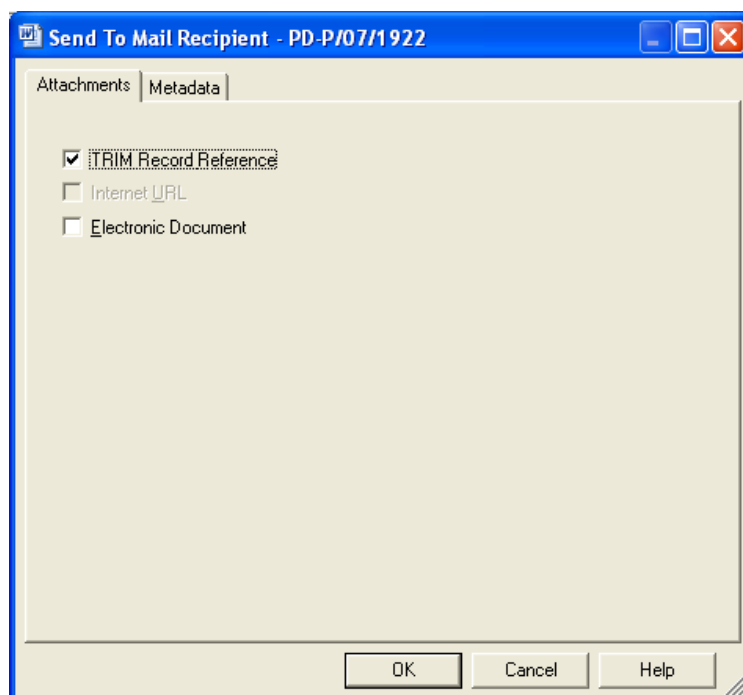 Send To Mail Recipient - PD-P/07/1922
Attachments Metadata
TRIM Record Reference
Internet URL
Electronic Document
OK Cancel Help